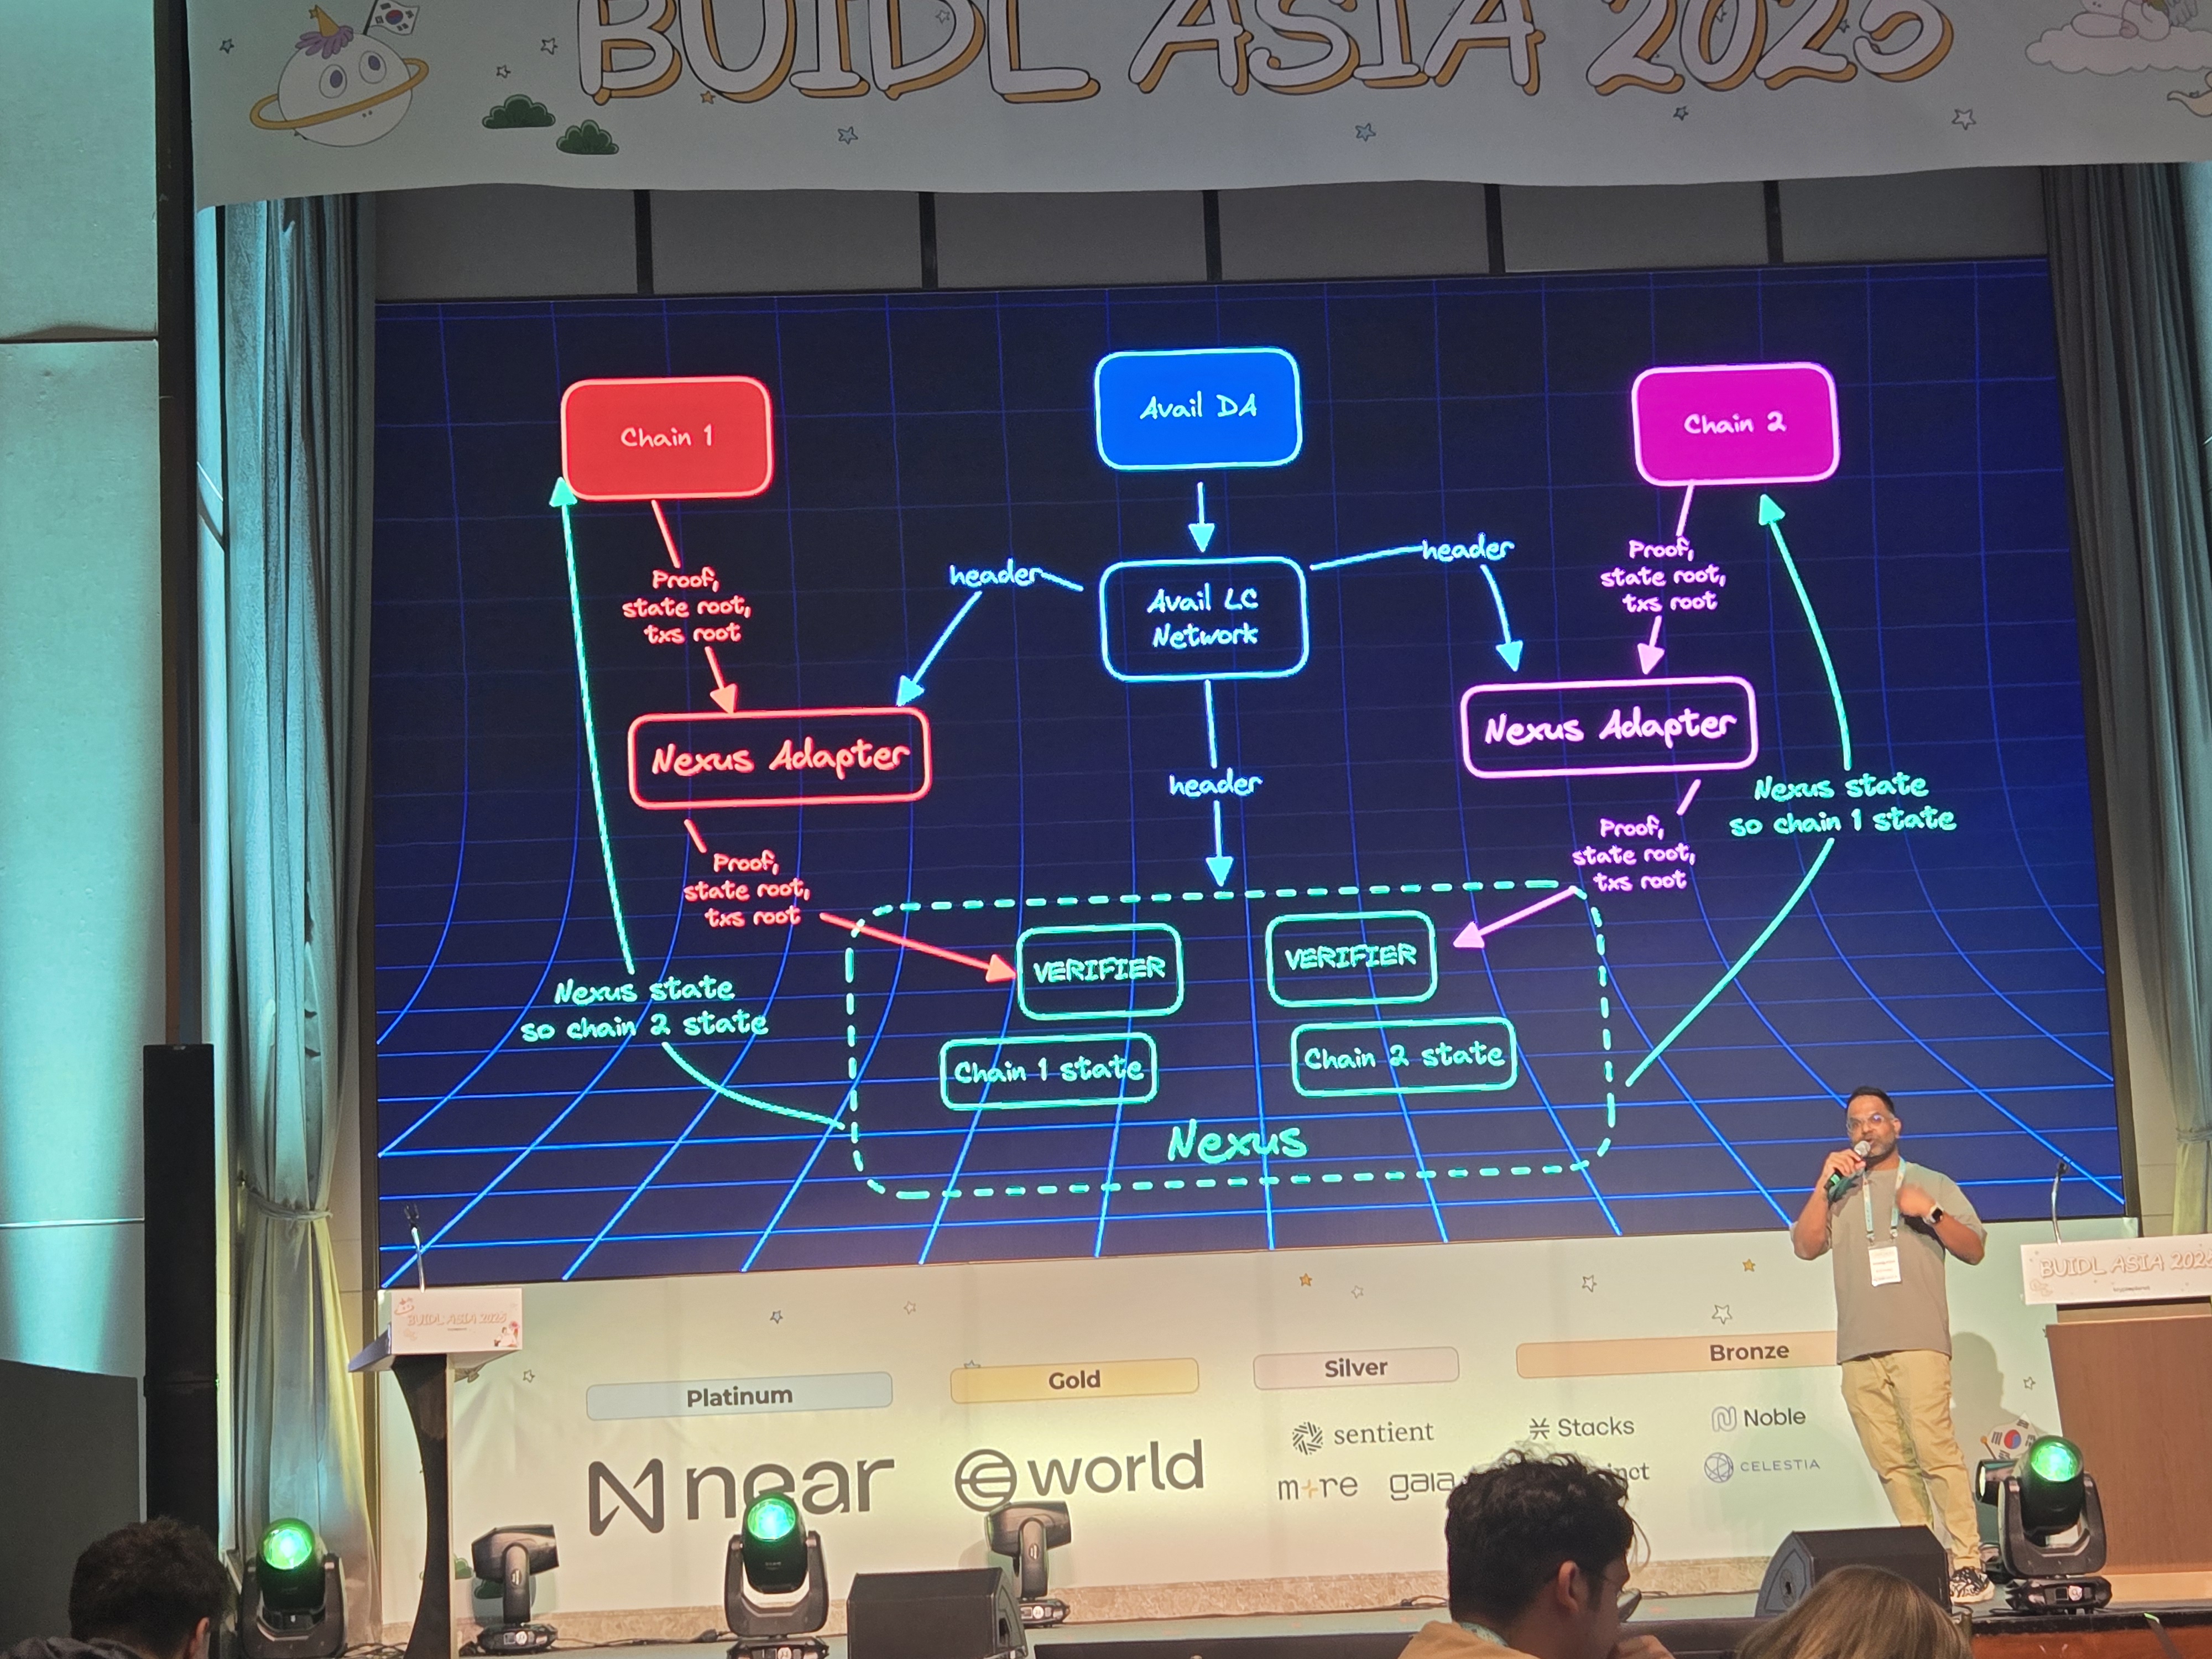 BUIDL ASIA 2025
Chain 1
Avail DA
Chain 2
header
header
Avail LC
Network
Proof,
state root,
txs root
Proof,
state root,
txs root
Nexus Adapter
Nexus Adapter
header
Proof,
state root,
txs root
Proof,
state root,
txs root
Nexus state
so chain 1 state
VERIFIER
VERIFIER
Nexus state
so chain 2 state
Chain 1 state
Chain 2 state
Nexus
BUIDL ASIA 2025
BUIDL ASIA 202
Platinum
Gold
Silver
Bronze
near
world
sentient
Stacks
Noble
m+re
gaia
CELESTIA